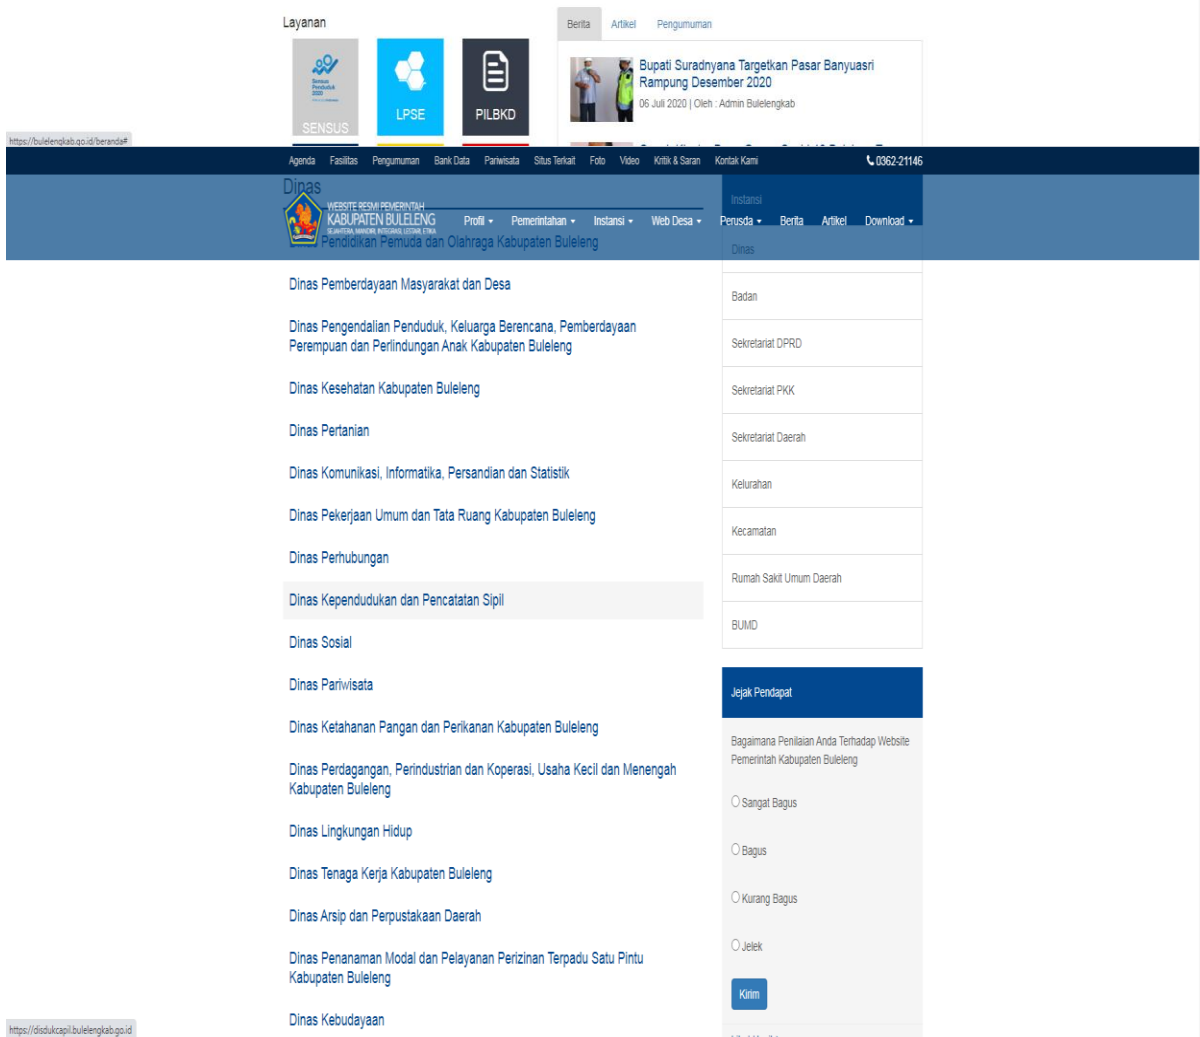 Layanan
Berita Artikel Pengumuman
Sensus
Penduduk
2020
SENSUS
LPSE
PILBKD
Bupati Suradnyana Targetkan Pasar Banyuasri
Rampung Desember 2020
06 Juli 2020 | Oleh : Admin Bulelengkab
https://bulelengkab.go.id/beranda#
Agenda Fasilitas Pengumuman Bank Data Pariwisata Situs Terkait Foto Video Kritik & Saran Kontak Kami 0362-21146
Dinas
WEBSITE RESMI PEMERINTAH
KABUPATEN BULELENG
SEJAHTERA, MANDIRI, INTEGRASI, LESTARI, ETIKA
Profil Pemerintahan Instansi Web Desa Perusda Berita Artikel Download
Pendidikan Pemuda dan Olahraga Kabupaten Buleleng
Dinas Pemberdayaan Masyarakat dan Desa
Dinas Pengendalian Penduduk, Keluarga Berencana, Pemberdayaan
Perempuan dan Perlindungan Anak Kabupaten Buleleng
Dinas Kesehatan Kabupaten Buleleng
Dinas Pertanian
Dinas Komunikasi, Informatika, Persandian dan Statistik
Dinas Pekerjaan Umum dan Tata Ruang Kabupaten Buleleng
Dinas Perhubungan
Dinas Kependudukan dan Pencatatan Sipil
Dinas Sosial
Dinas Pariwisata
Dinas Ketahanan Pangan dan Perikanan Kabupaten Buleleng
Dinas Perdagangan, Perindustrian dan Koperasi, Usaha Kecil dan Menengah
Kabupaten Buleleng
Dinas Lingkungan Hidup
Dinas Tenaga Kerja Kabupaten Buleleng
Dinas Arsip dan Perpustakaan Daerah
Dinas Penanaman Modal dan Pelayanan Perizinan Terpadu Satu Pintu
Kabupaten Buleleng
Dinas Kebudayaan
Instansi
Dinas
Badan
Sekretariat DPRD
Sekretariat PKK
Sekretariat Daerah
Kelurahan
Kecamatan
Rumah Sakit Umum Daerah
BUMD
Jejak Pendapat
Bagaimana Penilaian Anda Terhadap Website
Pemerintah Kabupaten Buleleng
Sangat Bagus
Bagus
Kurang Bagus
Jelek
Kirim
https://disdukcapil.bulelengkab.go.id